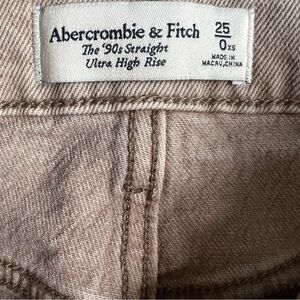 Abercrombie & Fitch
The '90s Straight
Ultra High Rise
25
0XS
MADE IN
MACAU,CHINA